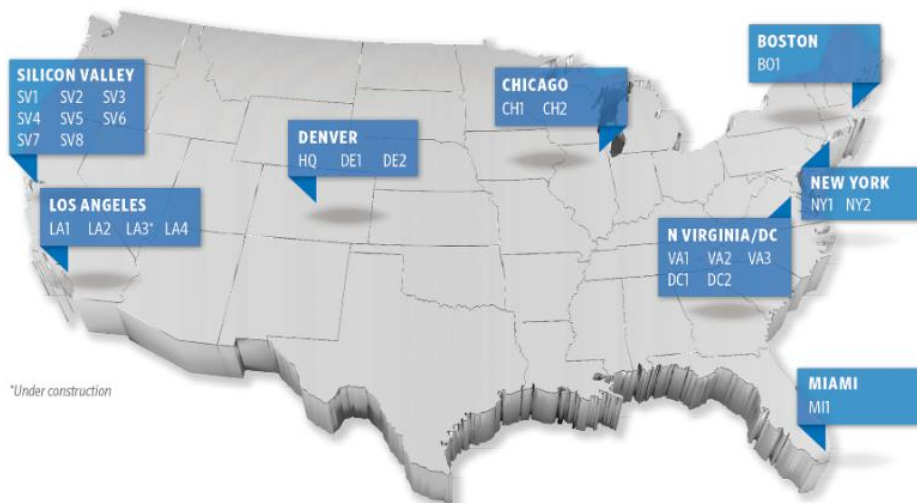 SILICON VALLEY
SV1 SV2 SV3
SV4 SV5 SV6
SV7 SV8
LOS ANGELES
LA1 LA2 LA3* LA4
DENVER
HQ DE1 DE2
CHICAGO
CH1 CH2
BOSTON
BO1
NEW YORK
NY1 NY2
N VIRGINIA/DC
VA1 VA2 VA3
DC1 DC2
MIAMI
MI1
*Under construction